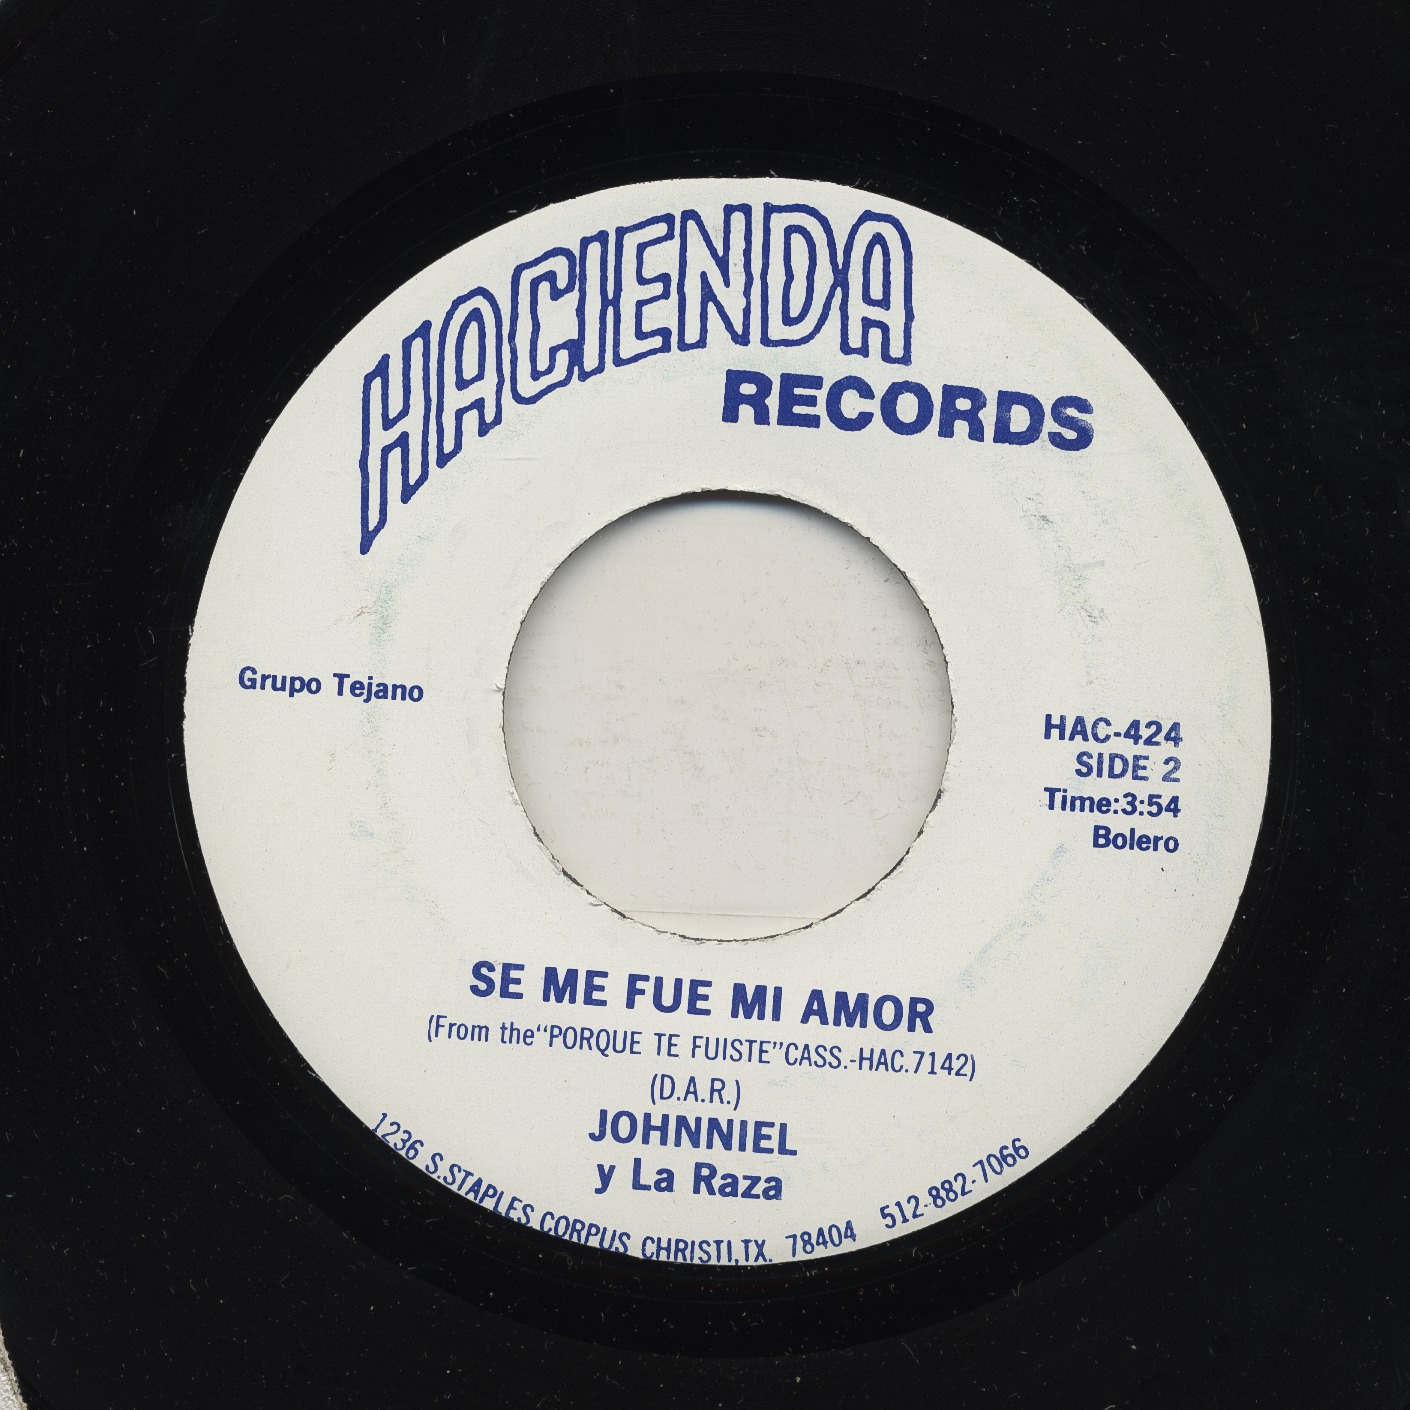 HACIENDA
RECORDS
Grupo Tejano
HAC-424
SIDE 2
Time:3:54
Bolero
SE ME FUE MI AMOR
(From the“PORQUE TE FUISTE”CASS.-HAC.7142)
(D.A.R.)
JOHNNIEL
y La Raza
1236 S.STAPLES CORPUS CHRISTI,TX. 78404 512-882-7066